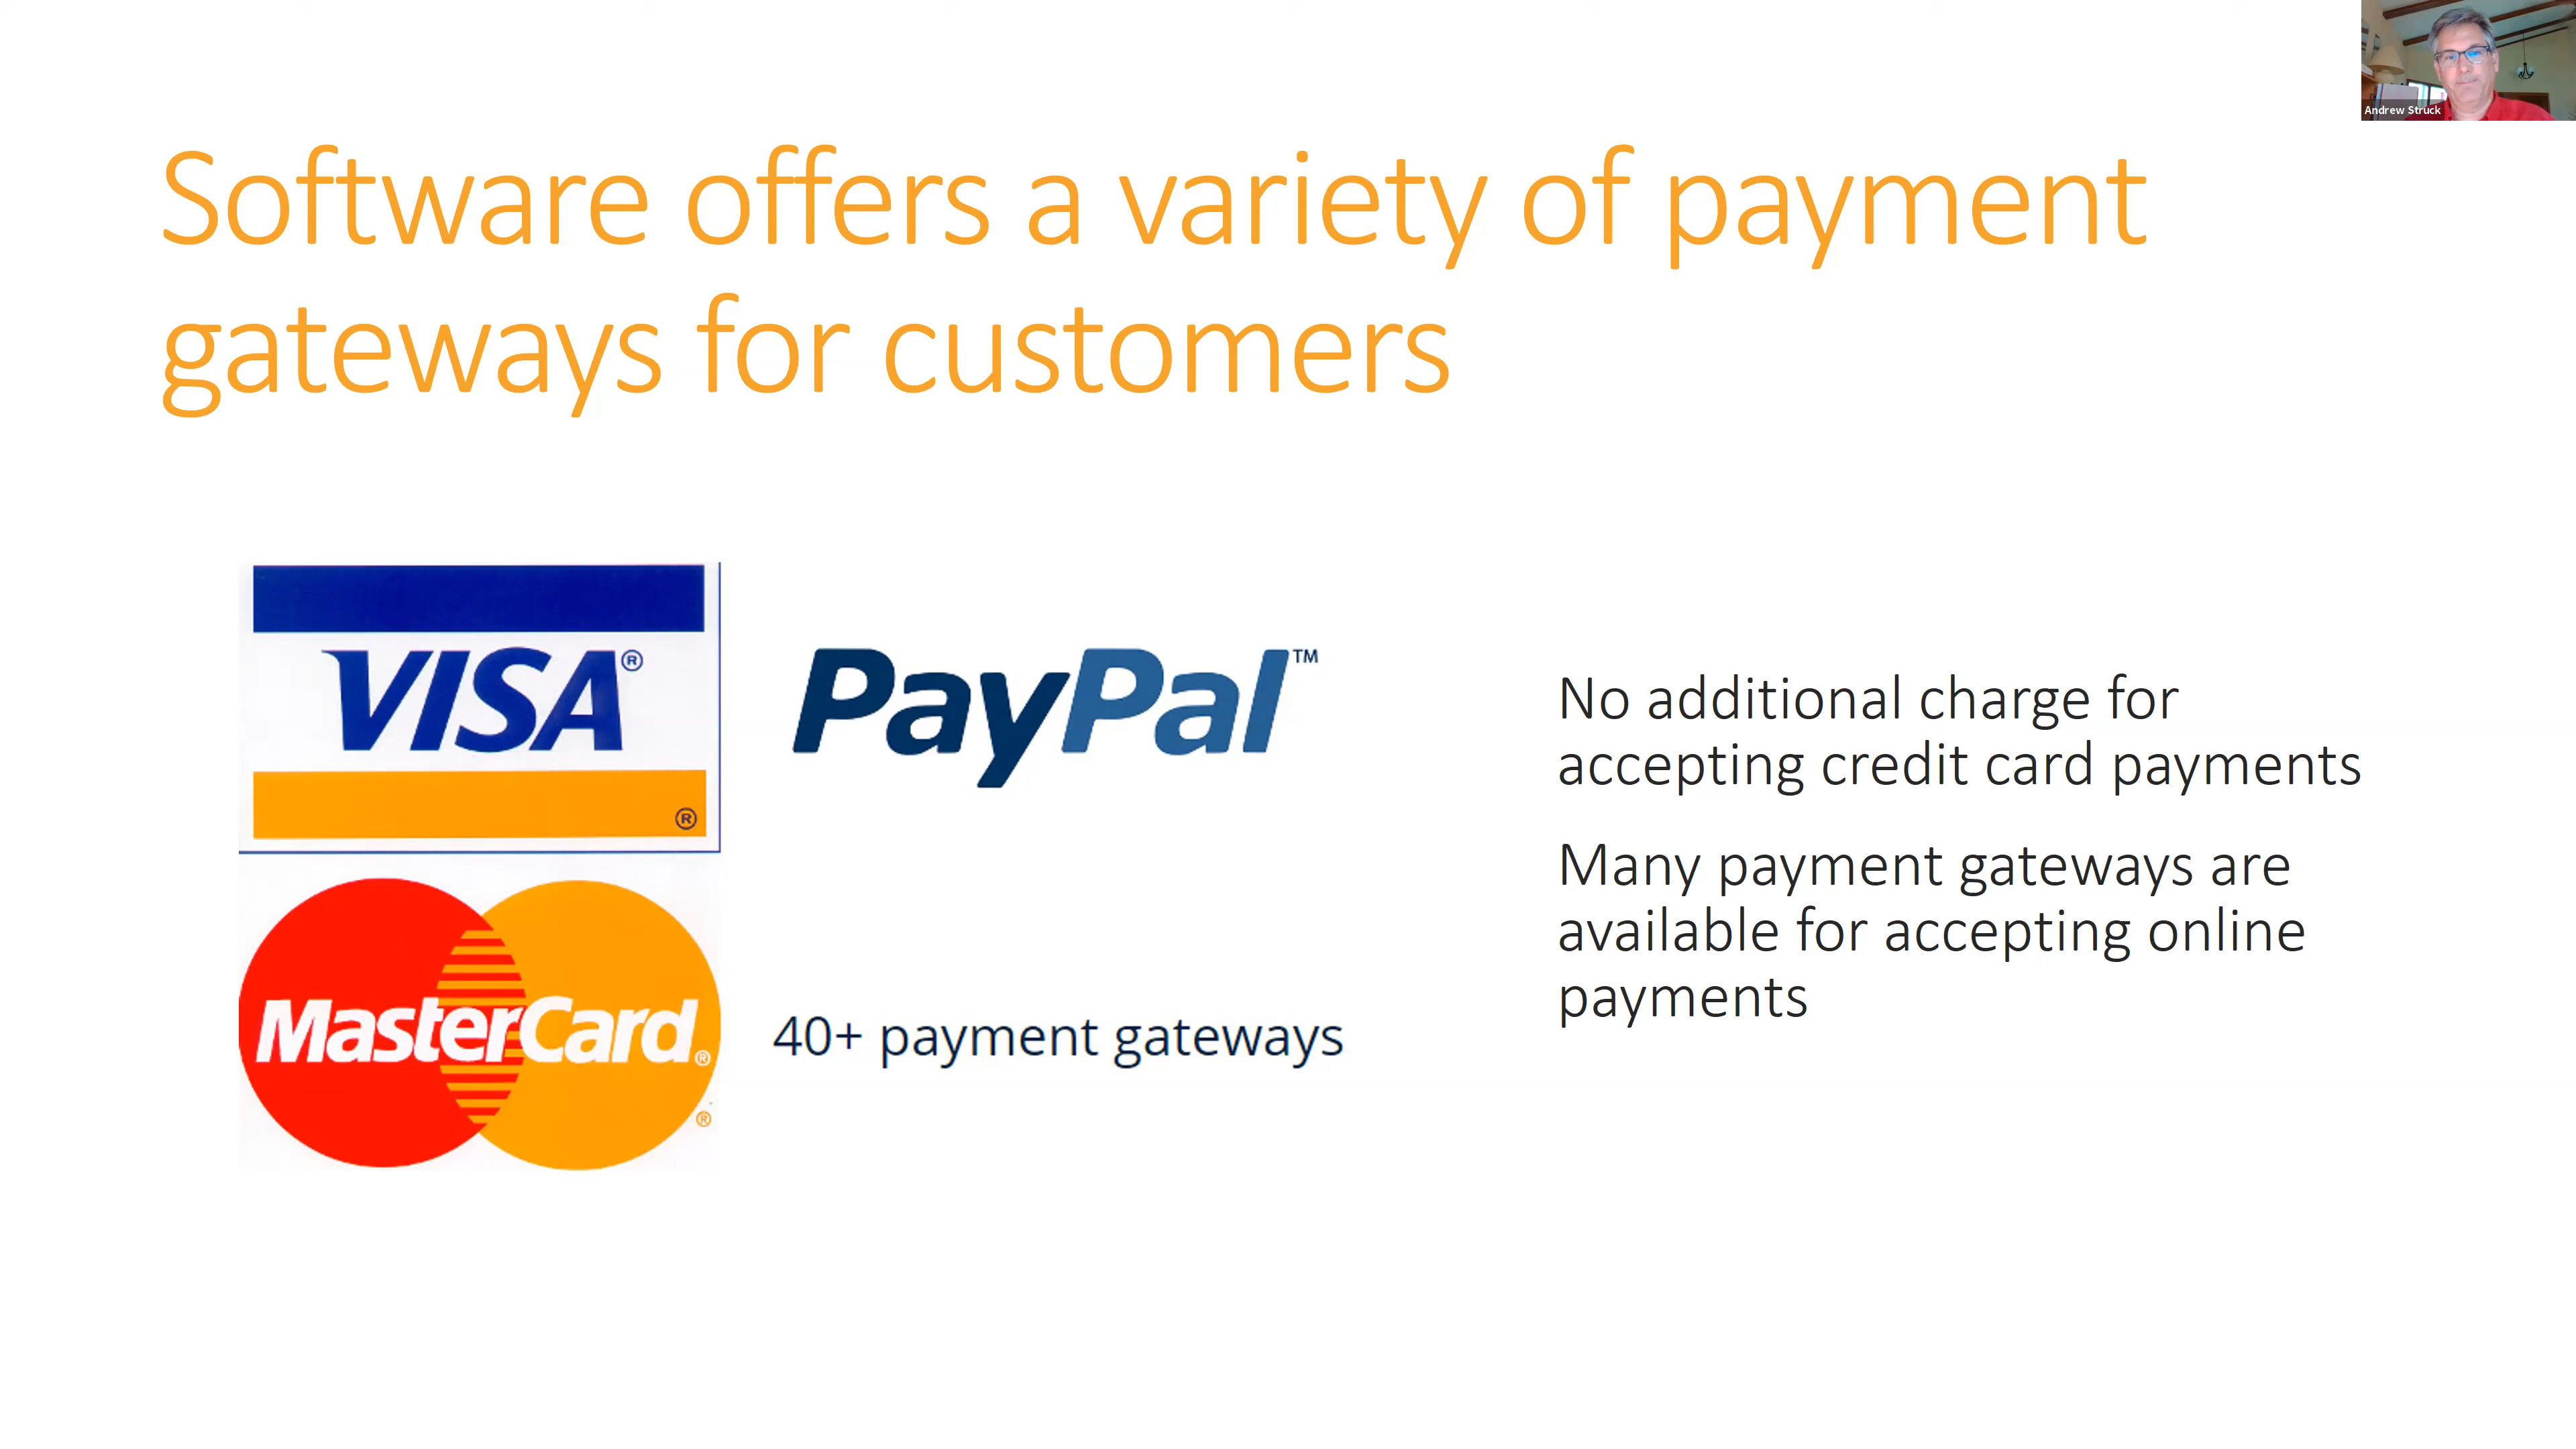 Andrew Struck
Software offers a variety of payment
gateways for customers
VISA®
®
PayPal™
MasterCard®
®
40+ payment gateways
No additional charge for
accepting credit card payments
Many payment gateways are
available for accepting online
payments